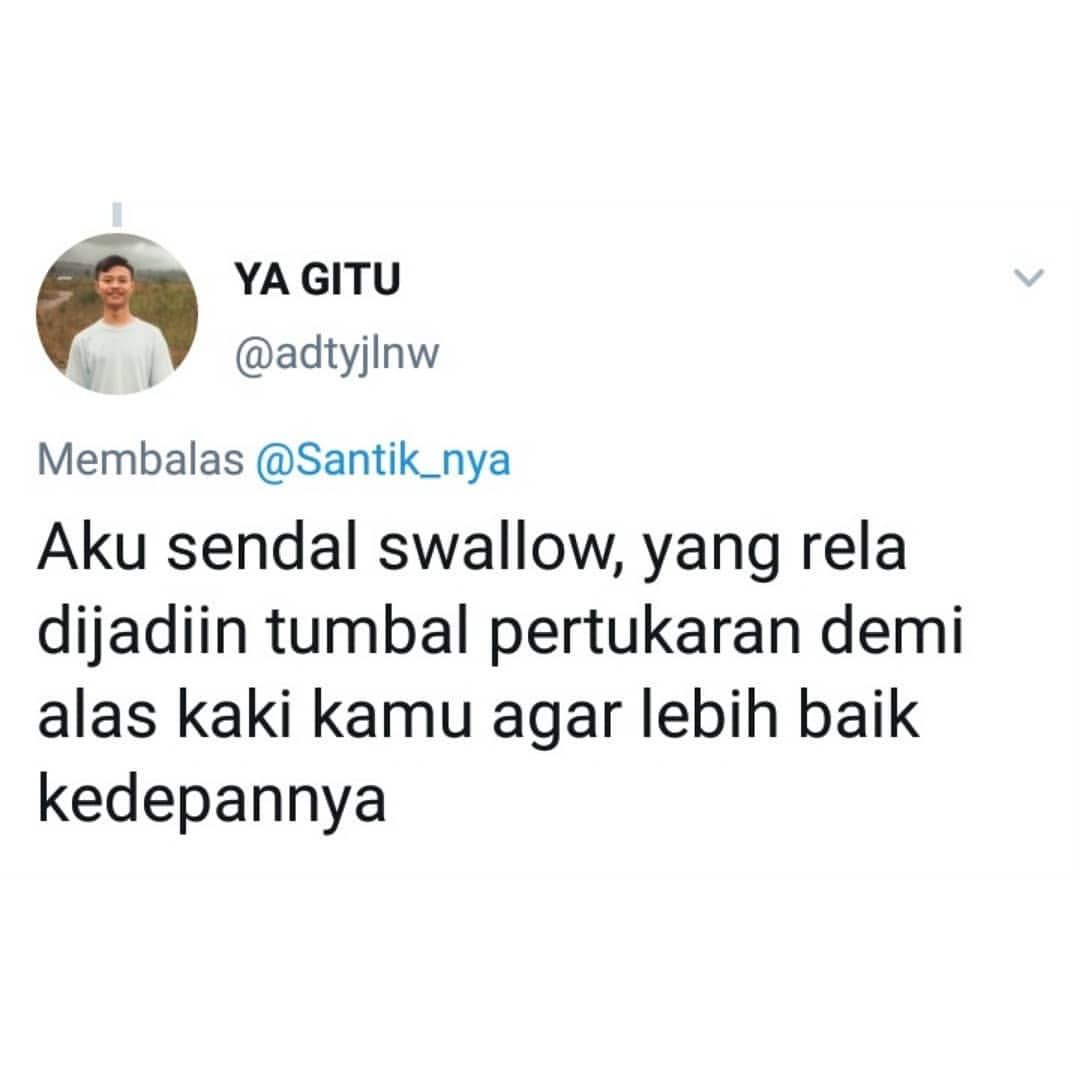 YA GITU
@adtyjlnw
Membalas @Santik_nya
Aku sendal swallow, yang rela
dijadiin tumbal pertukaran demi
alas kaki kamu agar lebih baik
kedepannya